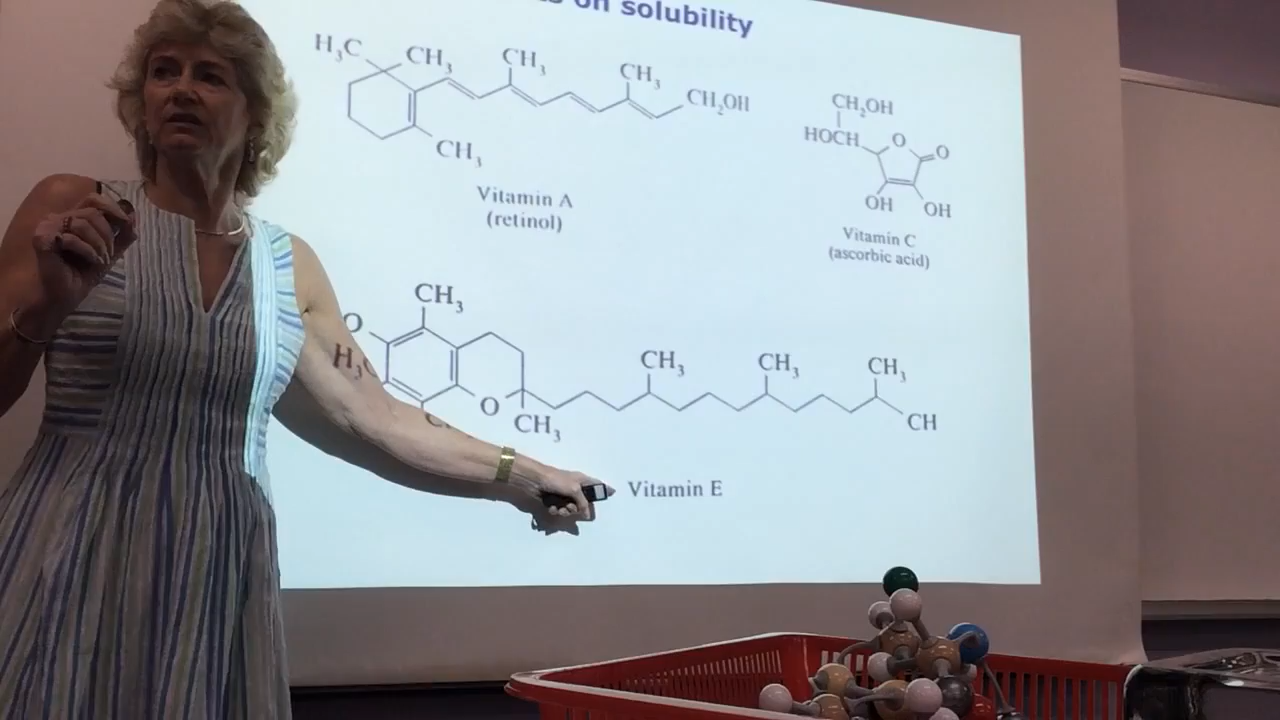 on solubility
H₃C CH₃ CH₃ CH₃ CH₂OH
CH₃
Vitamin A
(retinol)
CH₂OH
HOCH O O
OH OH
Vitamin C
(ascorbic acid)
CH₃
O
H₃C
O CH₃ CH₃ CH₃ CH₃
CH
Vitamin E